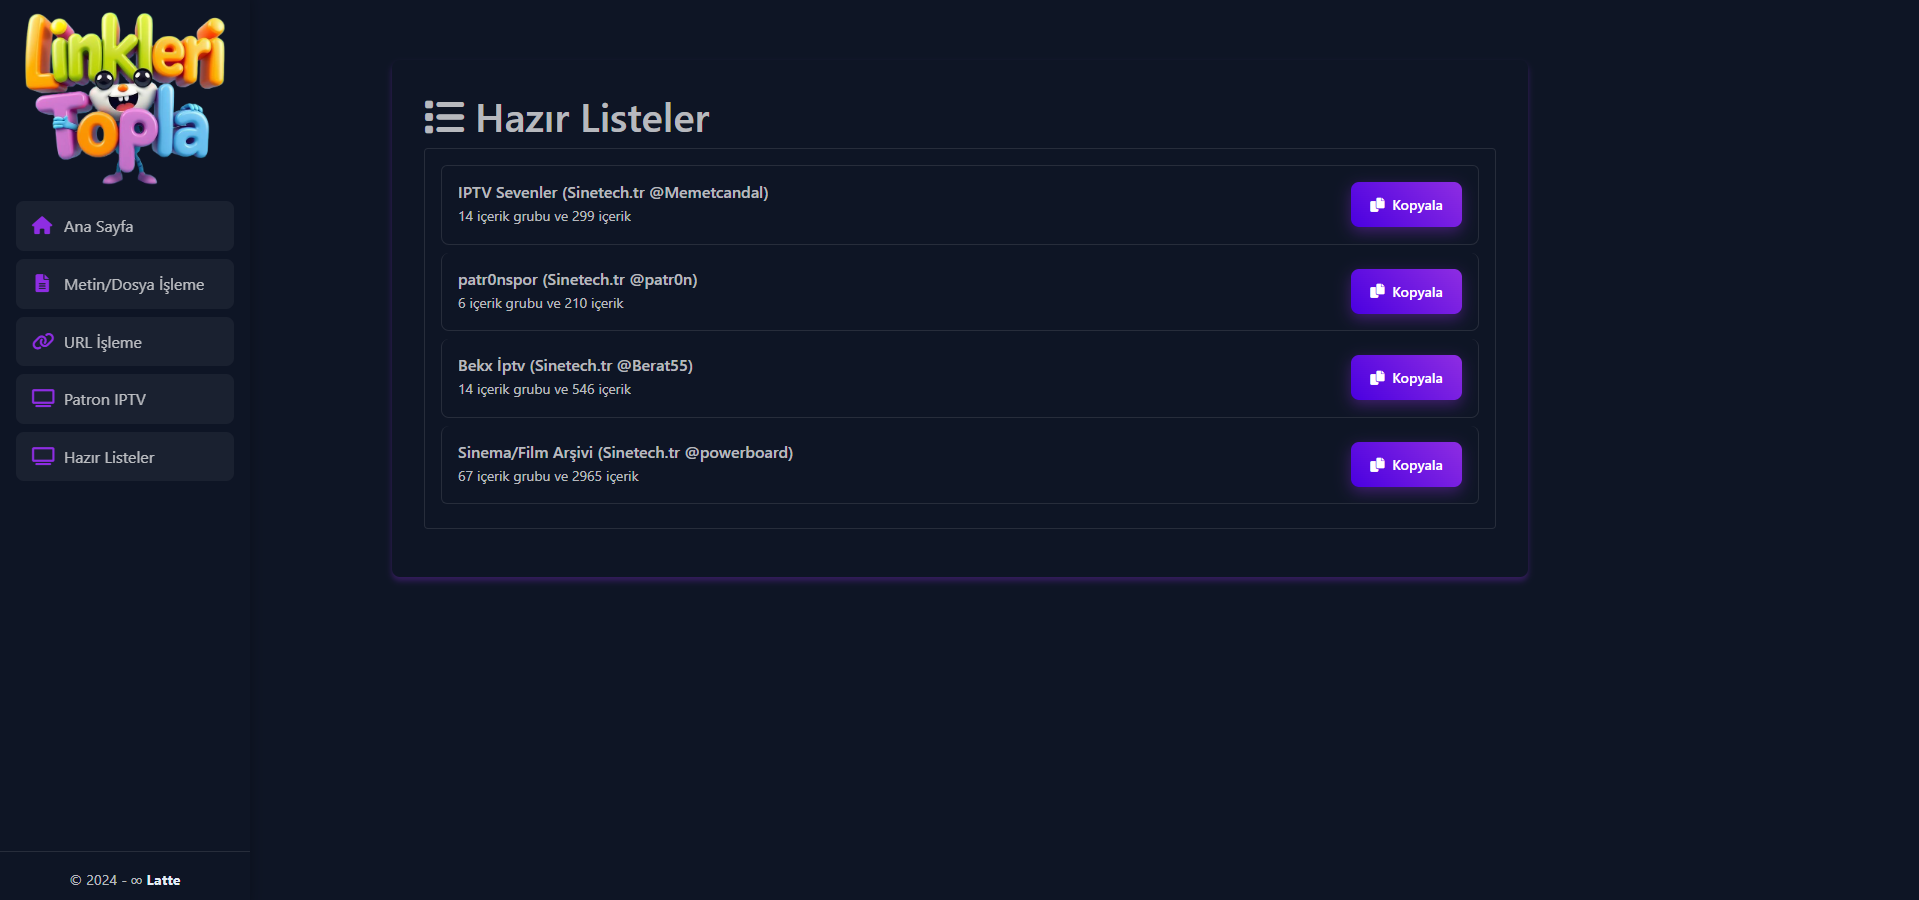 Linkleri
Topla
Ana Sayfa
Metin/Dosya İşleme
URL İşleme
Patron IPTV
Hazır Listeler
© 2024 - ∞ Latte
Hazır Listeler
IPTV Sevenler (Sinetech.tr @Memetcandal)
14 içerik grubu ve 299 içerik
Kopyala
patr0nspor (Sinetech.tr @patr0n)
6 içerik grubu ve 210 içerik
Kopyala
Bekx İptv (Sinetech.tr @Berat55)
14 içerik grubu ve 546 içerik
Kopyala
Sinema/Film Arşivi (Sinetech.tr @powerboard)
67 içerik grubu ve 2965 içerik
Kopyala